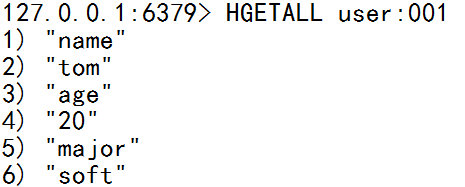 127.0.0.1:6379> HGETALL user:001
1) "name"
2) "tom"
3) "age"
4) "20"
5) "major"
6) "soft"